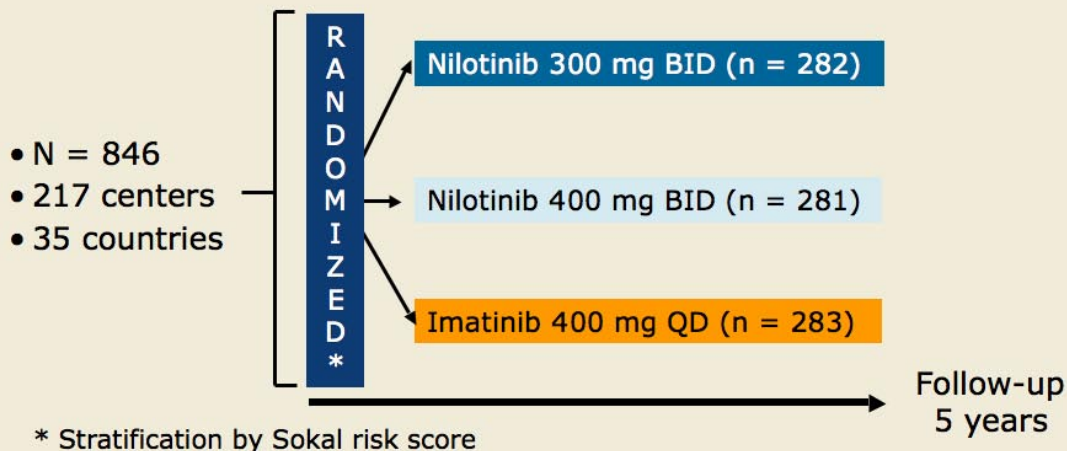 • N = 846
• 217 centers
• 35 countries
RANDOMIZED*
Nilotinib 300 mg BID (n = 282)
Nilotinib 400 mg BID (n = 281)
Imatinib 400 mg QD (n = 283)
Follow-up
5 years
* Stratification by Sokal risk score